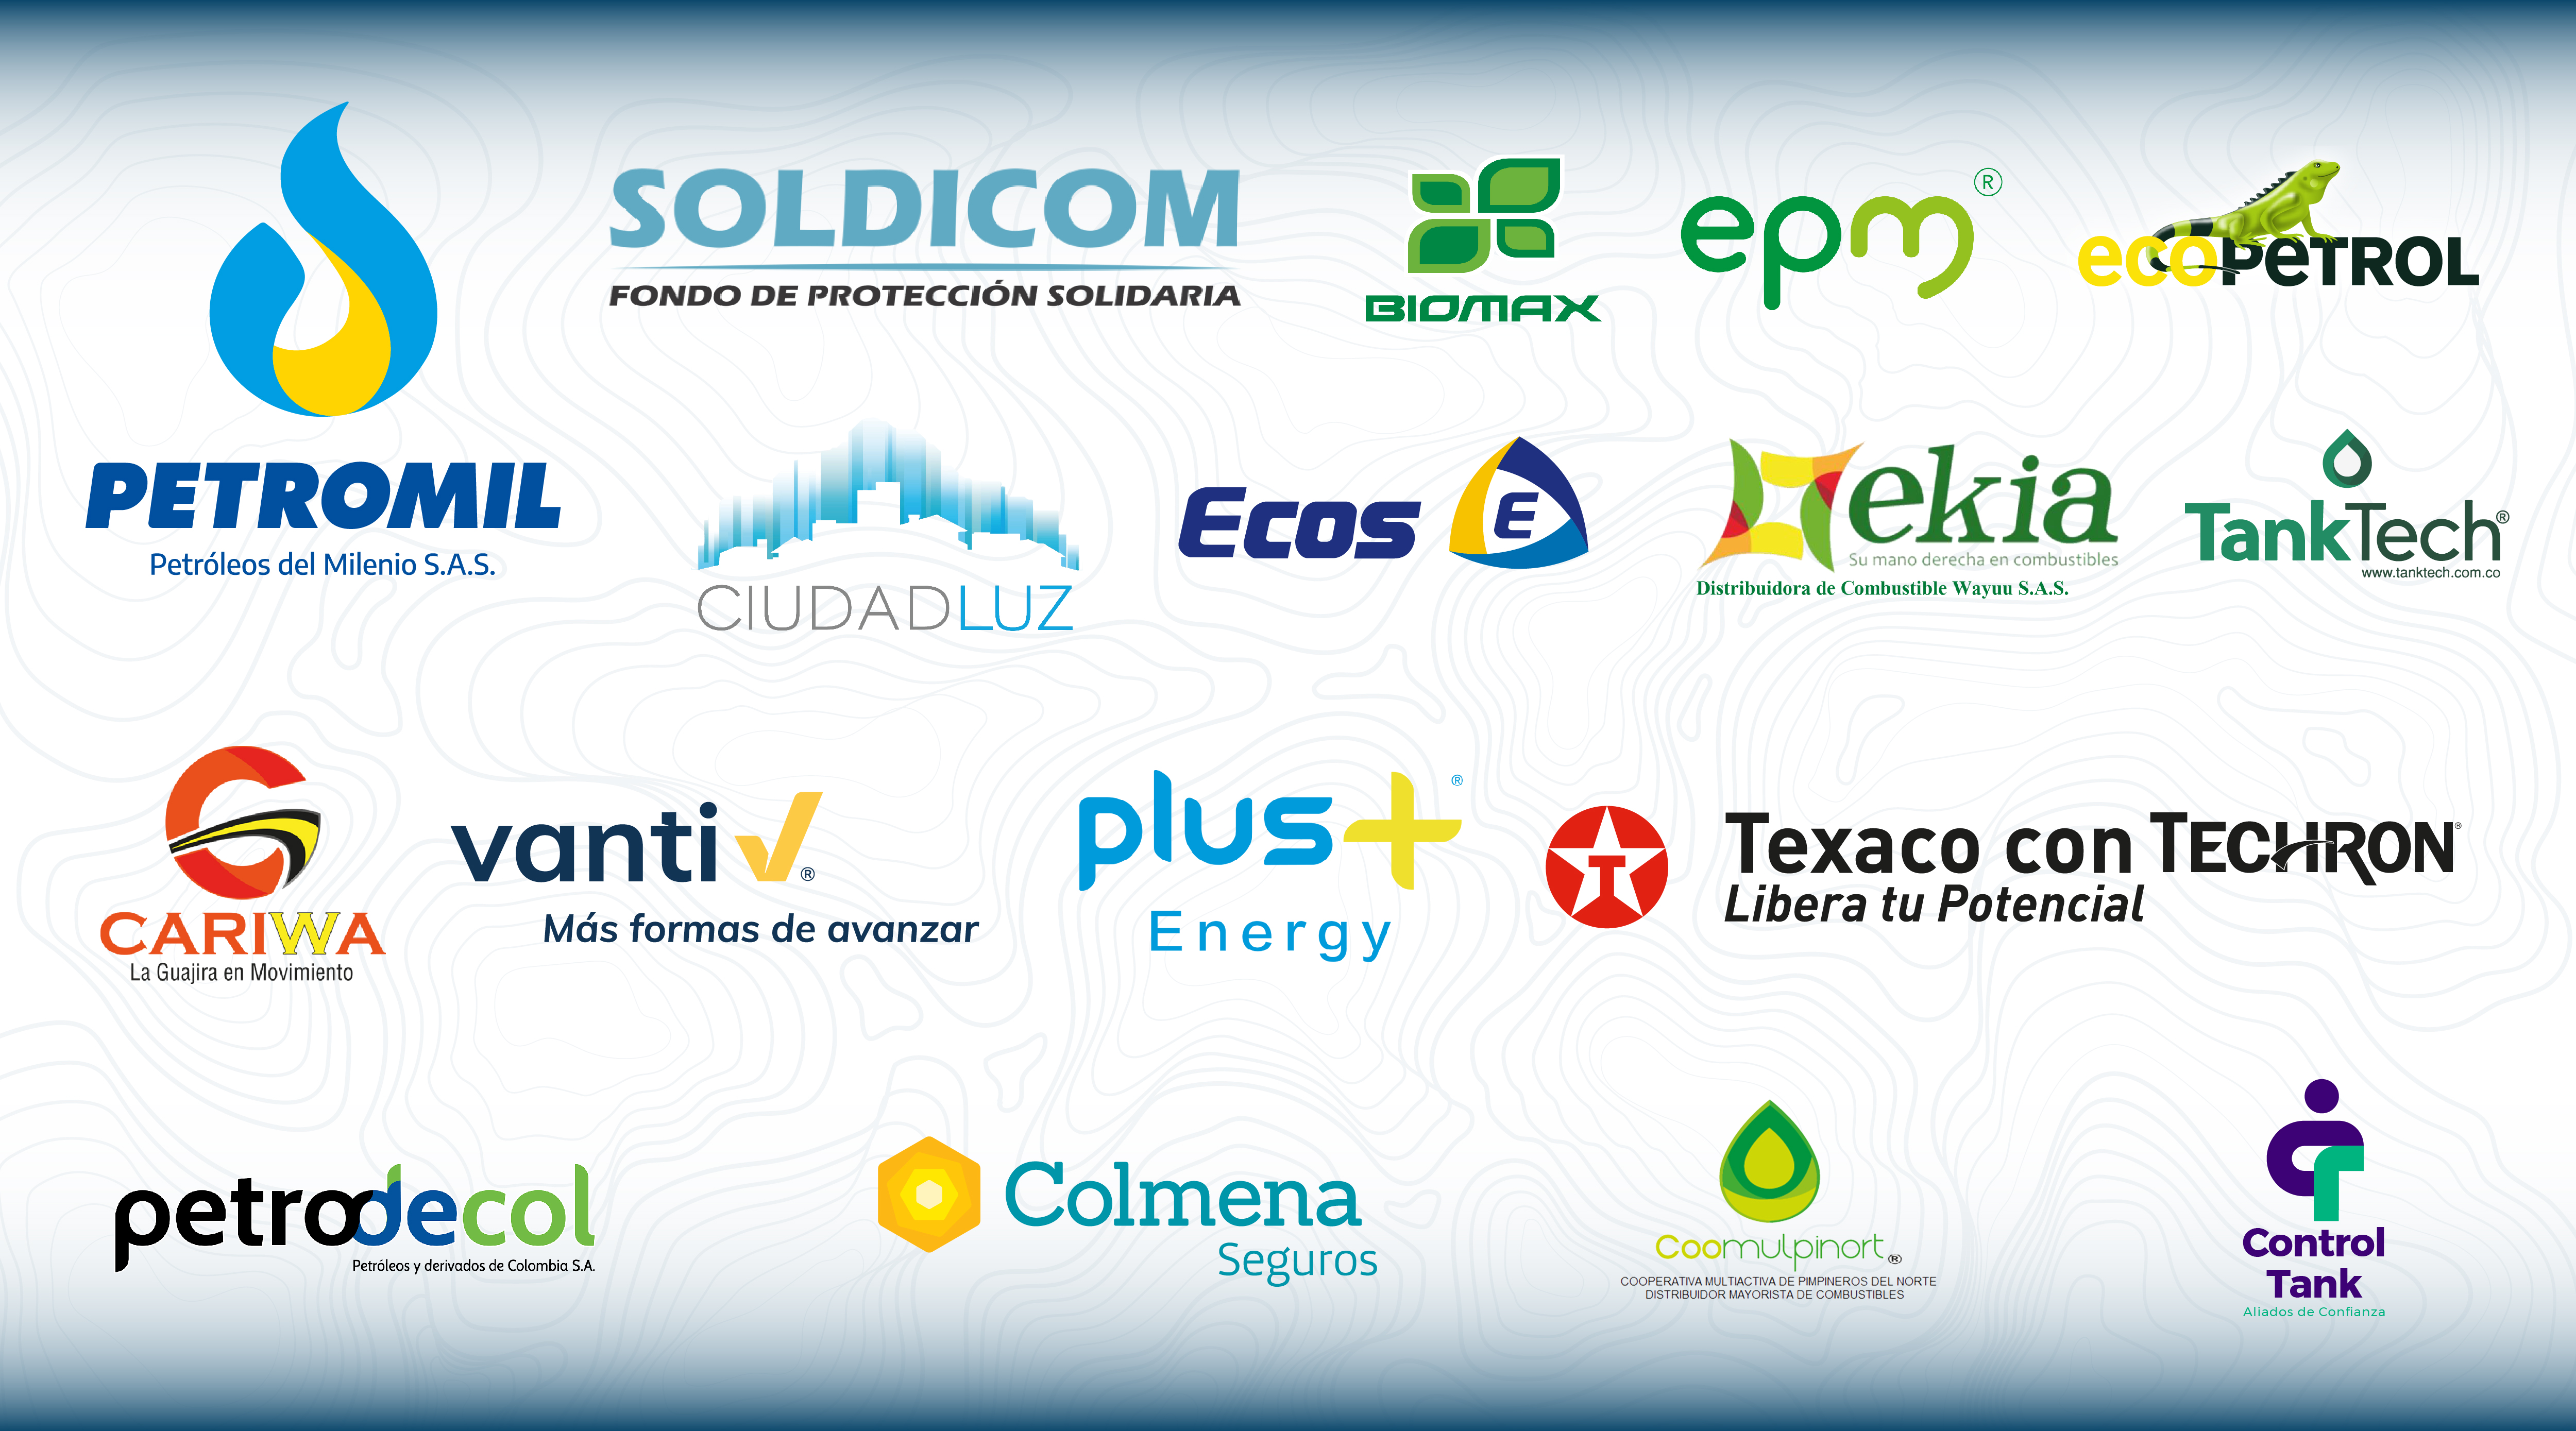 PETROMIL
Petróleos del Milenio S.A.S.
SOLDICOM
FONDO DE PROTECCIÓN SOLIDARIA
BIOMAX
epm®
ecoPeTROL
CIUDADLUZ
Ecos E
ekia
Su mano derecha en combustibles
Distribuidora de Combustible Wayuu S.A.S.
TankTech®
www.tanktech.com.co
CARIWA
La Guajira en Movimiento
vanti ®
Más formas de avanzar
plus+ ®
Energy
T Texaco con TECHRON®
Libera tu Potencial
petrodecol
Petróleos y derivados de Colombia S.A.
Colmena
Seguros
Coomulpinort ®
COOPERATIVA MULTIACTIVA DE PIMPINEROS DEL NORTE
DISTRIBUIDOR MAYORISTA DE COMBUSTIBLES
Control
Tank
Aliados de Confianza